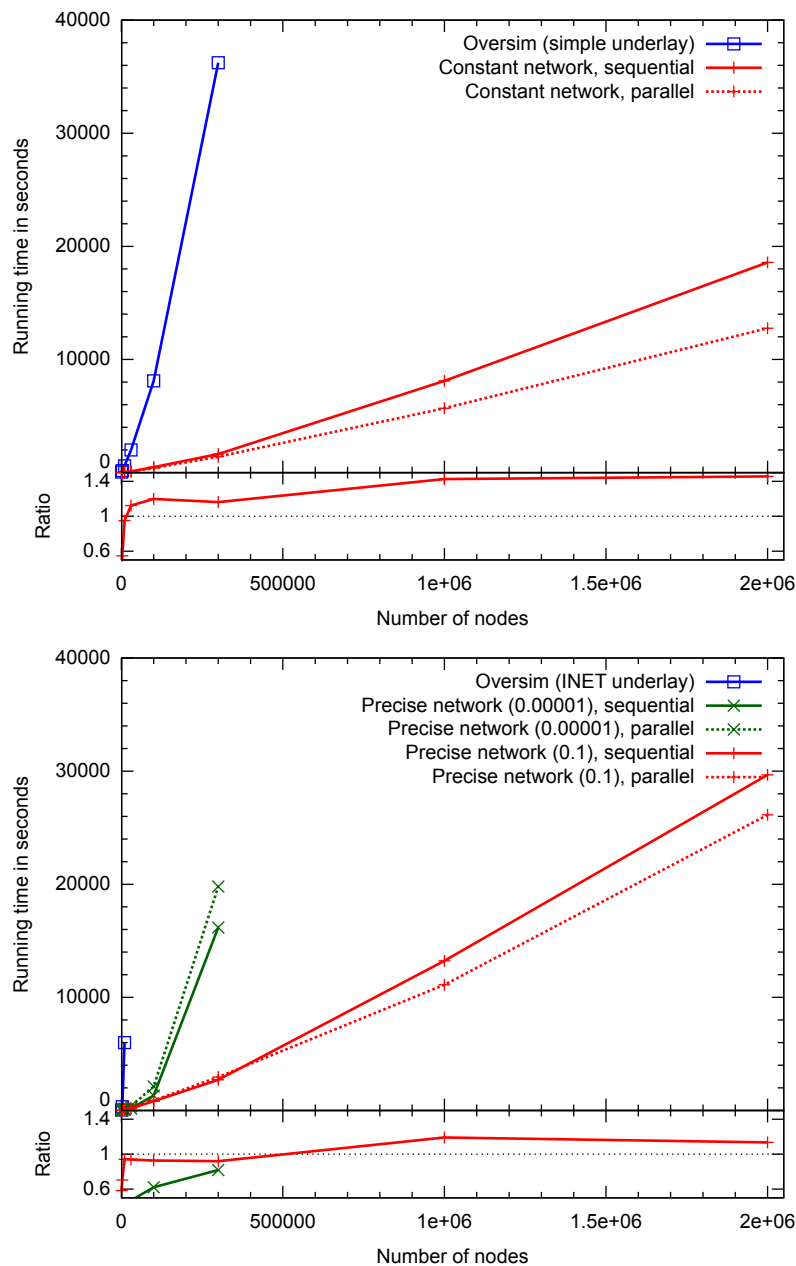 40000
Oversim (simple underlay)
Constant network, sequential
Constant network, parallel
30000
Running time in seconds
20000
10000
0
1.4
Ratio
1
0.6
0 500000 1e+06 1.5e+06 2e+06
Number of nodes
40000
Oversim (INET underlay)
Precise network (0.00001), sequential
Precise network (0.00001), parallel
Precise network (0.1), sequential
Precise network (0.1), parallel
30000
Running time in seconds
20000
10000
0
1.4
Ratio
1
0.6
0 500000 1e+06 1.5e+06 2e+06
Number of nodes